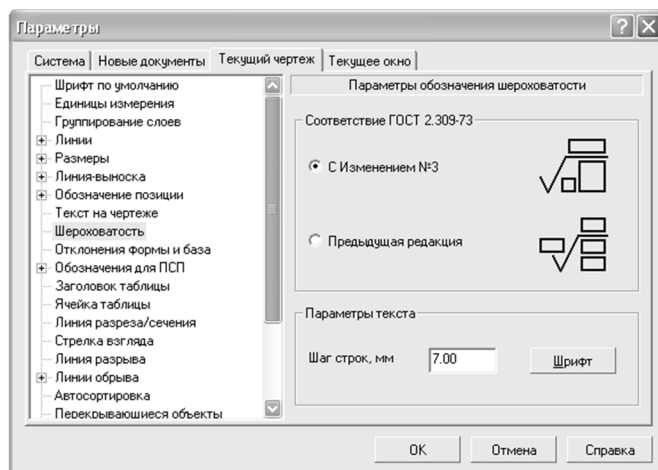 Параметры
Система
Новые документы
Текущий чертеж
Текущее окно
Шрифт по умолчанию
Единицы измерения
Группирование слоев
Линии
Размеры
Линия-выноска
Обозначение позиции
Текст на чертеже
Шероховатость
Отклонения формы и база
Обозначения для ПСП
Заголовок таблицы
Ячейка таблицы
Линия разреза/сечения
Стрелка взгляда
Линия разрыва
Линии обрыва
Автосортировка
Перекрывающиеся объекты
Параметры обозначения шероховатости
Соответствие ГОСТ 2.309-73
С Изменением №3
Предыдущая редакция
Параметры текста
Шаг строк, мм
7.00
Шрифт
OK
Отмена
Справка